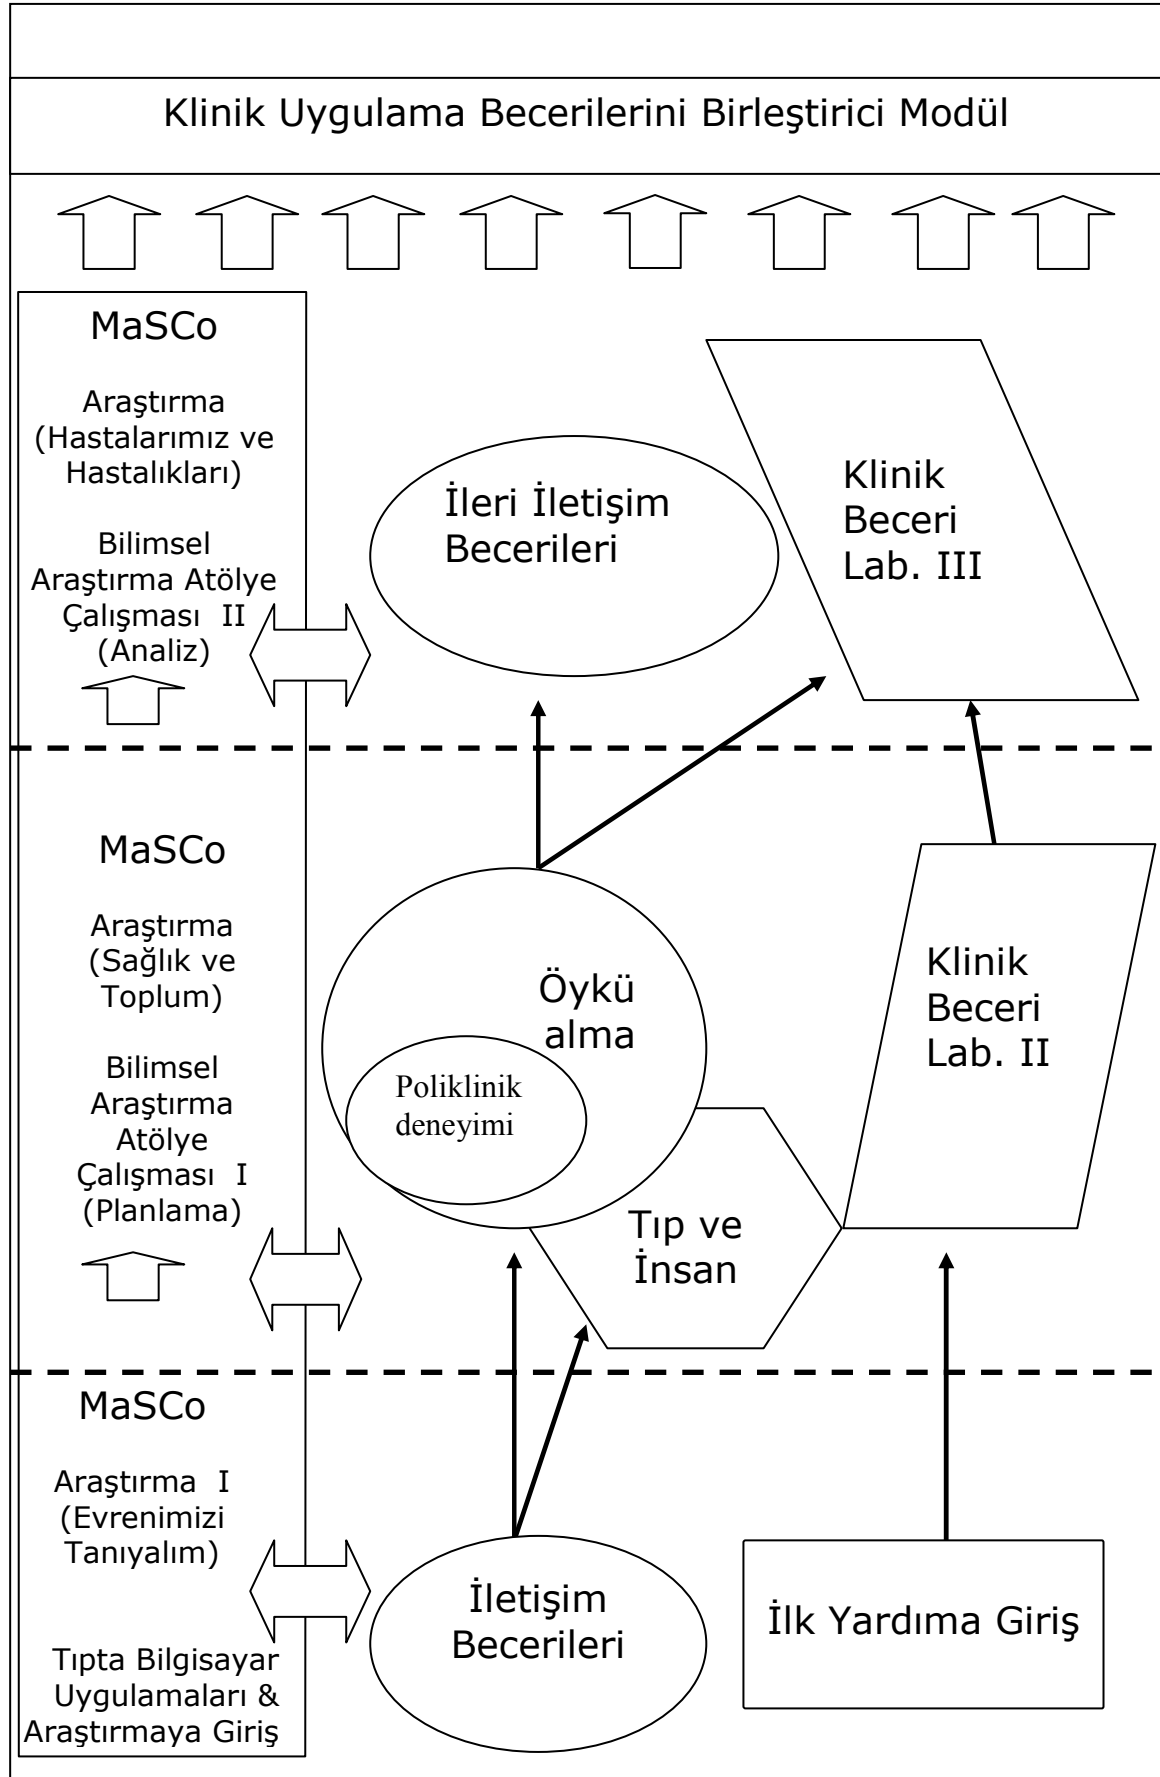 Klinik Uygulama Becerilerini Birleştirici Modül
MaSCo
Araştırma
(Hastalarımız ve
Hastalıkları)
Bilimsel
Araştırma Atölye
Çalışması II
(Analiz)
İleri İletişim
Becerileri
Klinik
Beceri
Lab. III
MaSCo
Araştırma
(Sağlık ve
Toplum)
Bilimsel
Araştırma
Atölye
Çalışması I
(Planlama)
Öykü
alma
Poliklinik
deneyimi
Tıp ve
İnsan
Klinik
Beceri
Lab. II
MaSCo
Araştırma I
(Evrenimizi
Tanıyalım)
Tıpta Bilgisayar
Uygulamaları &
Araştırmaya Giriş
İletişim
Becerileri
İlk Yardıma Giriş